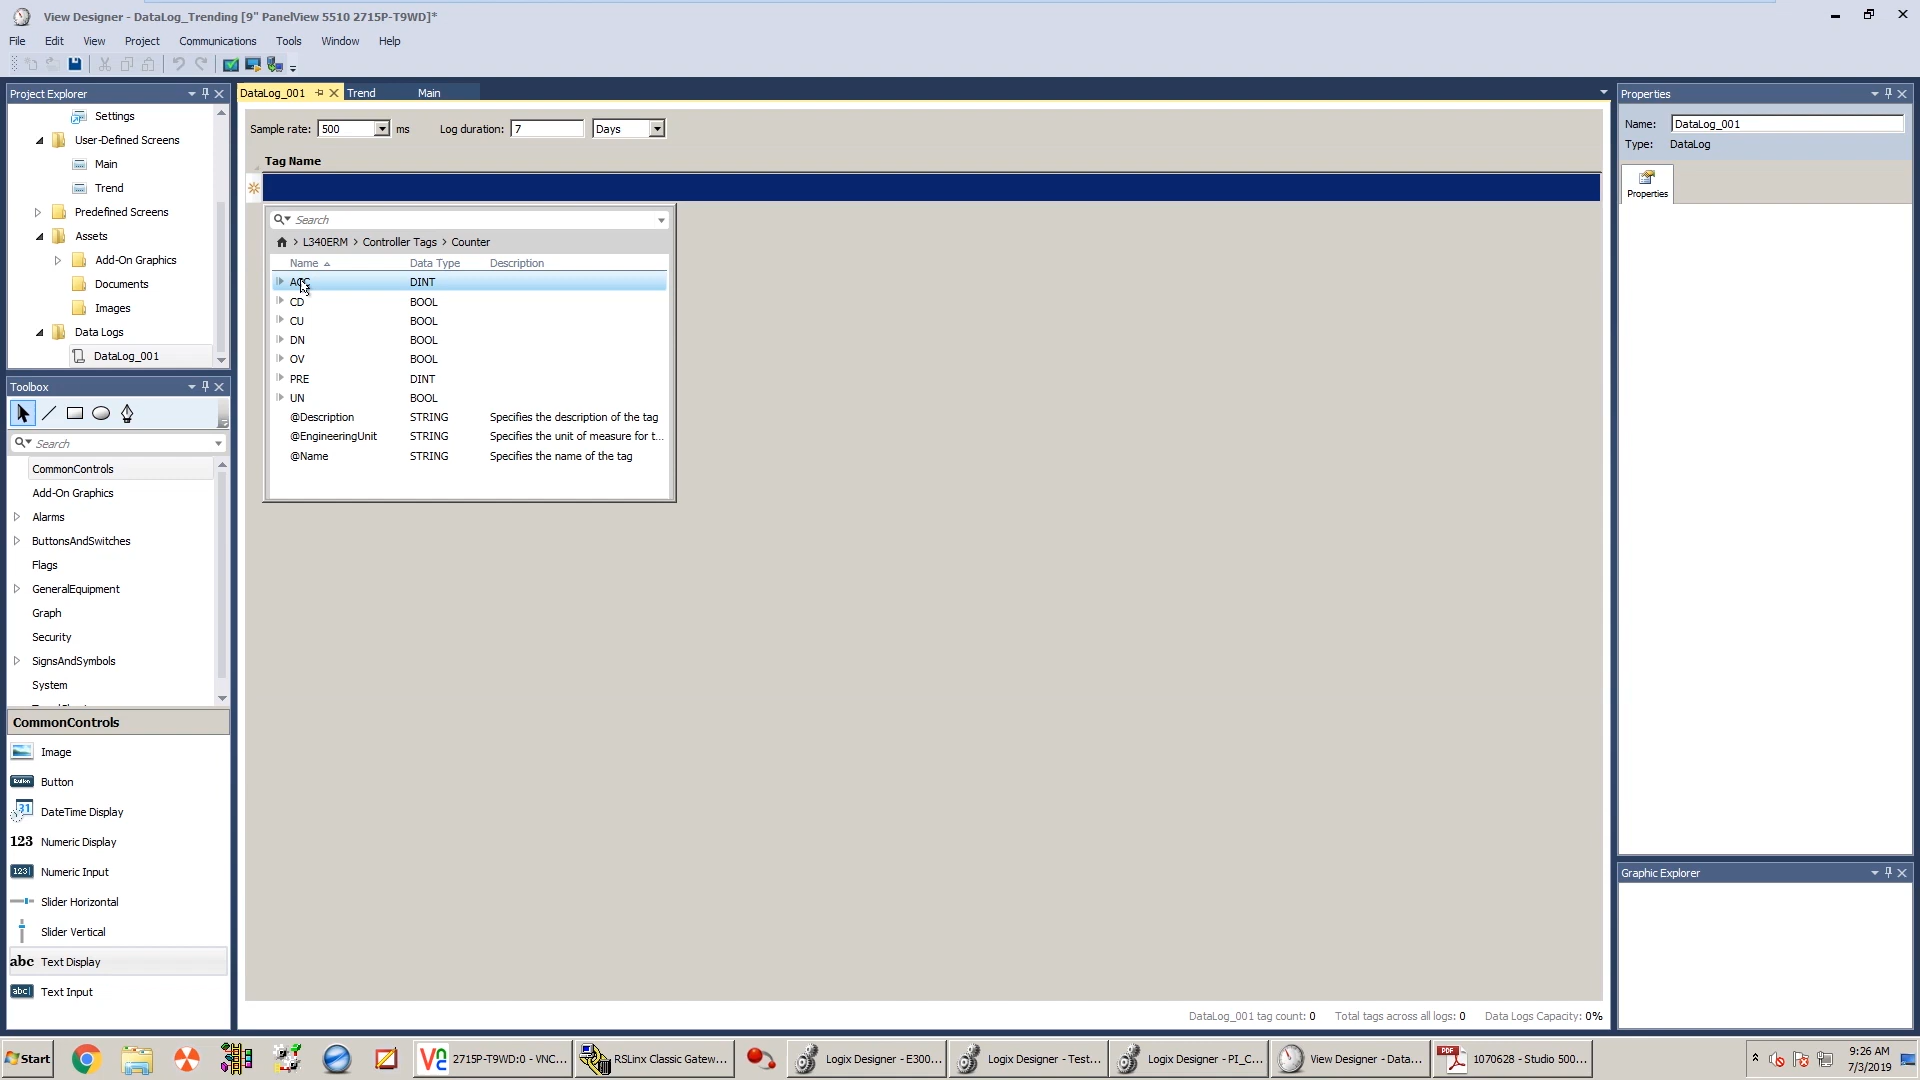 View Designer - DataLog_Trending [9" PanelView 5510 2715P-T9WD]*
File Edit View Project Communications Tools Window Help
Project Explorer
Settings
User-Defined Screens
Main
Trend
Predefined Screens
Assets
Add-On Graphics
Documents
Images
Data Logs
DataLog_001
Toolbox
Search
CommonControls
Add-On Graphics
Alarms
ButtonsAndSwitches
Flags
GeneralEquipment
Graph
Security
SignsAndSymbols
System
CommonControls
Image
Button
Button
31 DateTime Display
123 Numeric Display
123 Numeric Input
Slider Horizontal
Slider Vertical
abc Text Display
abc Text Input
DataLog_001 Trend Main
Sample rate: 500 ms Log duration: 7 Days
Tag Name
Search
L340ERM > Controller Tags > Counter
Name Data Type Description
ACC DINT
CD BOOL
CU BOOL
DN BOOL
OV BOOL
PRE DINT
UN BOOL
@Description STRING Specifies the description of the tag
@EngineeringUnit STRING Specifies the unit of measure for t...
@Name STRING Specifies the name of the tag
DataLog_001 tag count: 0 Total tags across all logs: 0 Data Logs Capacity: 0%
Properties
Name: DataLog_001
Type: DataLog
Properties
Graphic Explorer
Start
2715P-T9WD:0 - VNC...
RSLinx Classic Gatew...
Logix Designer - E300...
Logix Designer - Test...
Logix Designer - PI_C...
View Designer - Data...
PDF
1070628 - Studio 500...
9:26 AM
7/3/2019